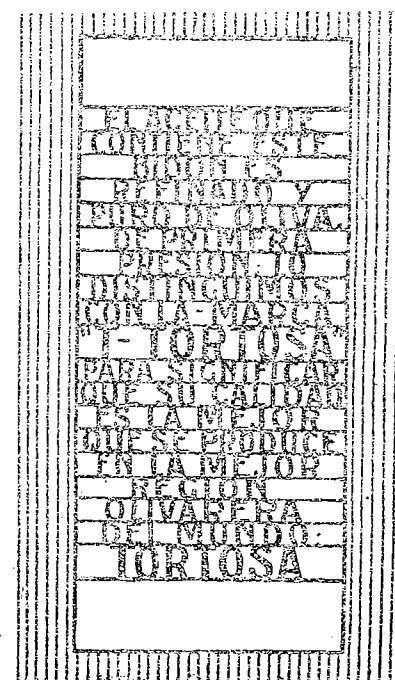 EL ACEITE QUE
CONTIENE ESTE
BIDON ES
REFINADO Y
PURO DE OLIVA,
DE PRIMERA
PRESION. LO
DISTINGUIMOS
CON LA MARCA
"1-TORTOSA"
PARA SIGNIFICAR
QUE SU CALIDAD
ES LA MEJOR
QUE SE PRODUCE
EN LA MEJOR
REGION
OLIVARERA
DEL MUNDO:
TORTOSA